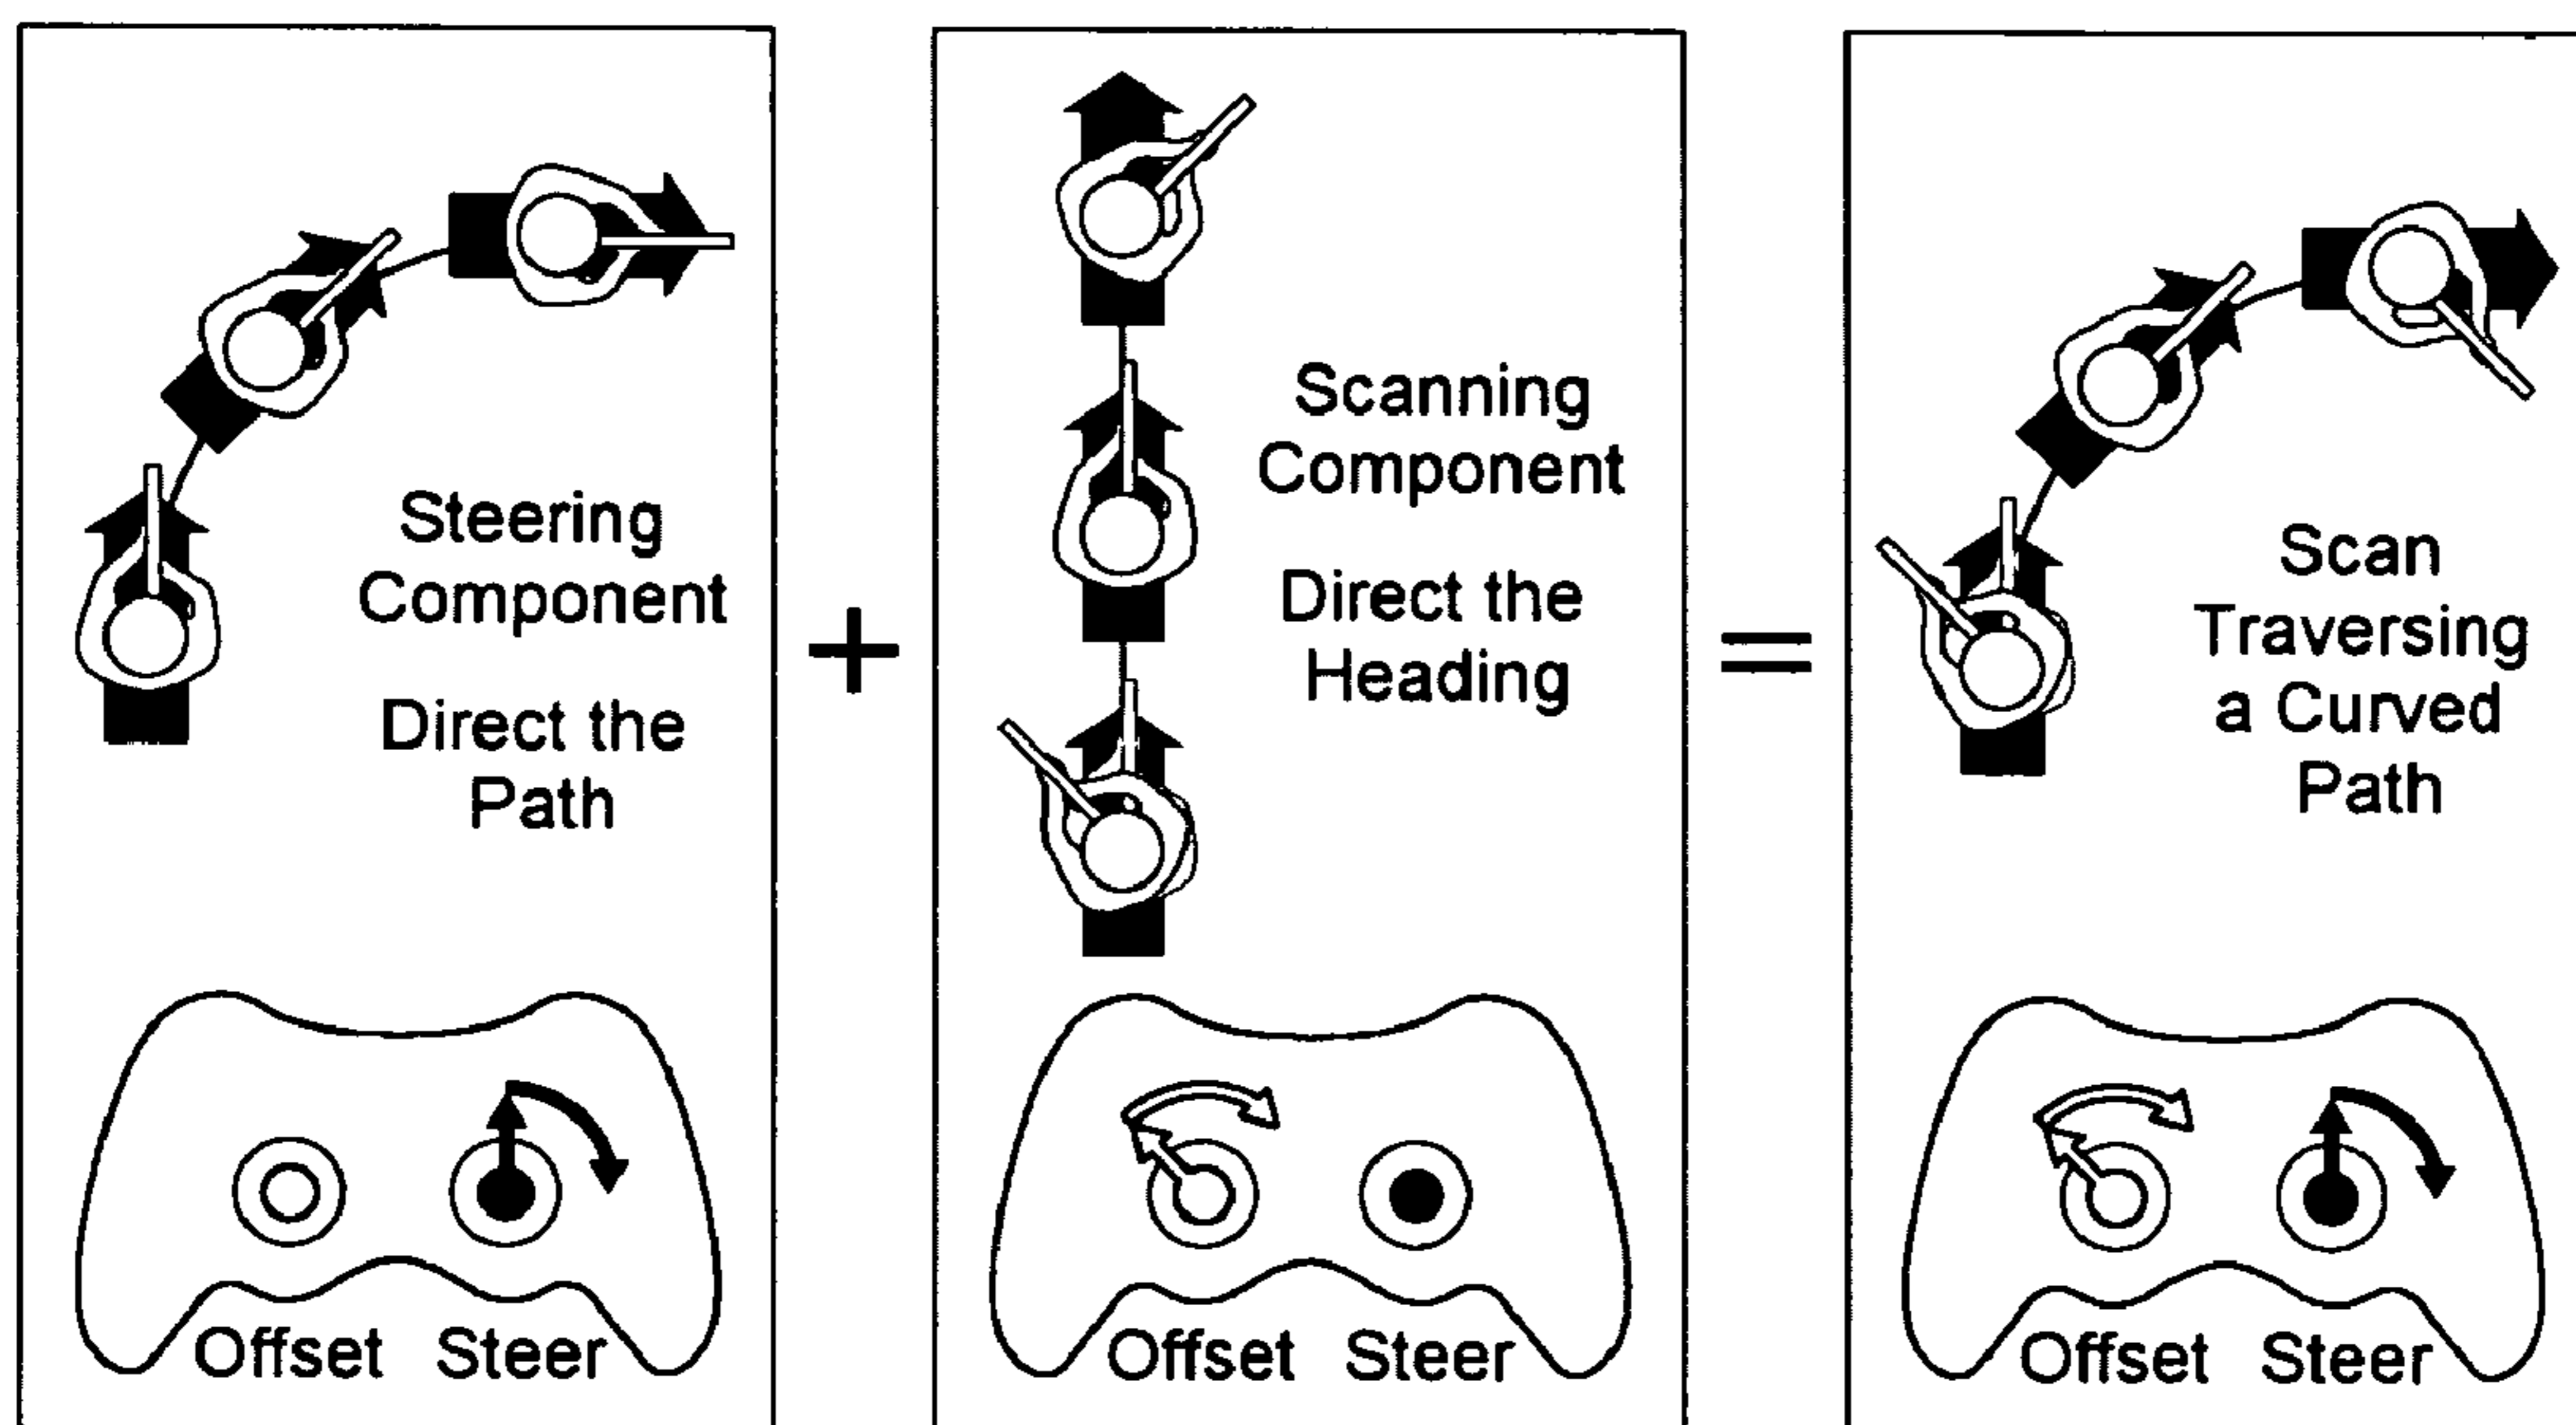 Steering
Component
Direct the
Path
Offset Steer
+
Scanning
Component
Direct the
Heading
Offset Steer
=
Scan
Traversing
a Curved
Path
Offset Steer